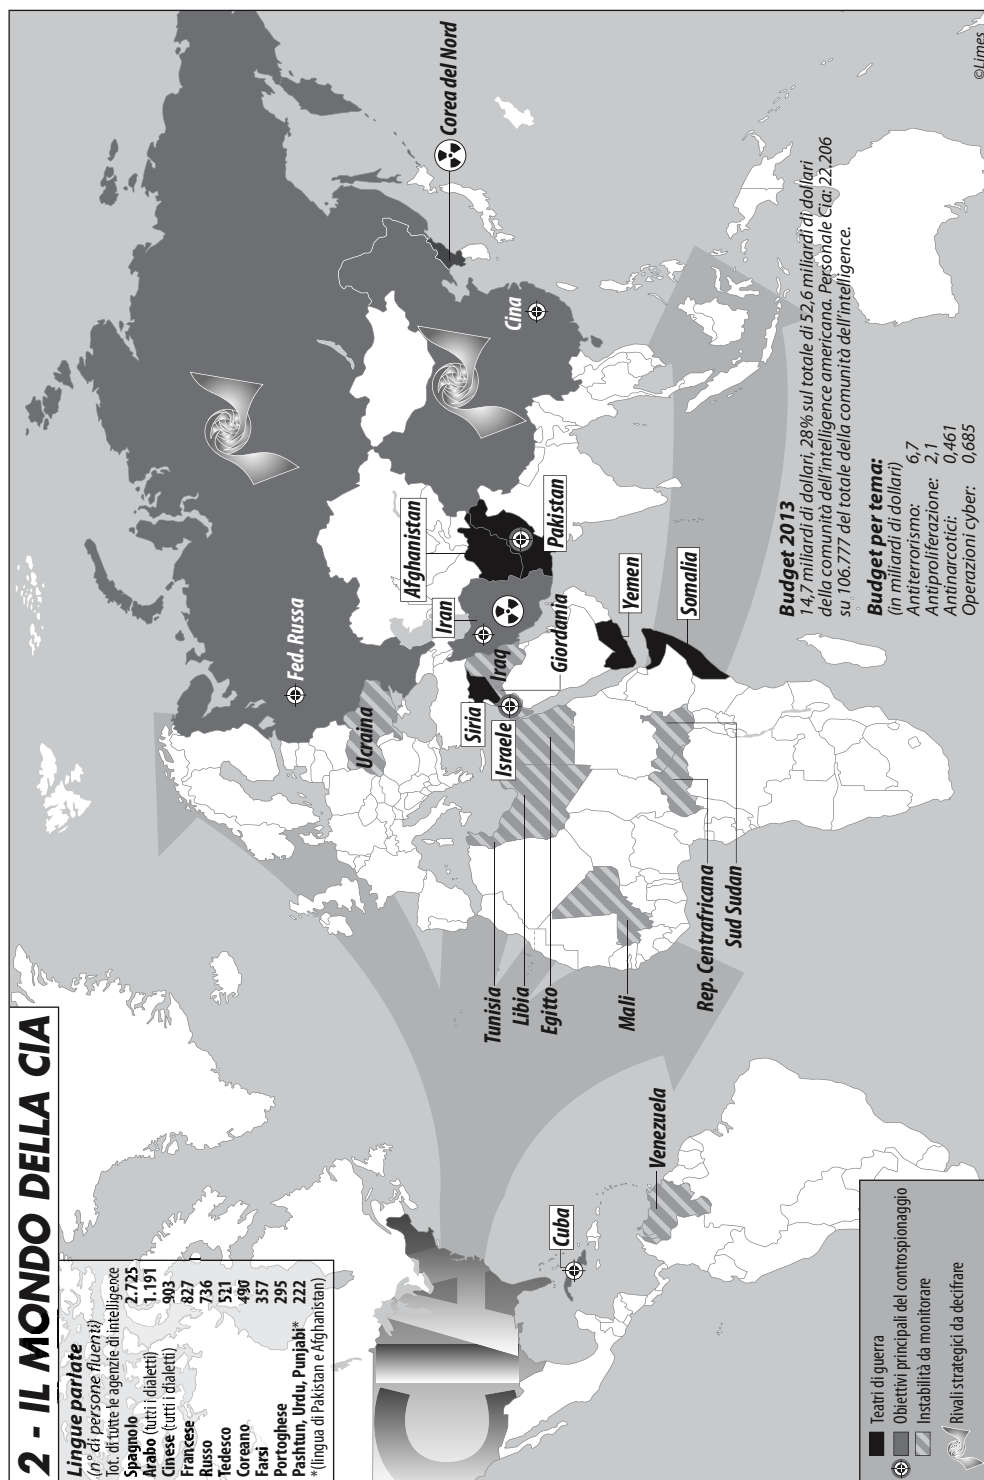 2 - IL MONDO DELLA CIA
Lingue parlate
(n° di persone fluenti)
Tot. di tutte le agenzie di intelligence
Spagnolo 2.725
Arabo (tutti i dialetti) 1.191
Cinese (tutti i dialetti) 903
Francese 827
Russo 736
Tedesco 521
Coreano 490
Farsi 357
Portoghese 295
Pashtun, Urdu, Punjabi* 222
*(lingua di Pakistan e Afghanistan)
CIA
Cuba
Venezuela
Tunisia
Libia
Egitto
Mali
Rep. Centrafricana
Sud Sudan
Ucraina
Fed. Russa
Siria
Israele
Iraq
Giordania
Iran
Afghanistan
Pakistan
Yemen
Somalia
Cina
Corea del Nord
Teatri di guerra
Obiettivi principali del controspionaggio
Instabilità da monitorare
Rivali strategici da decifrare
Budget 2013
14,7 miliardi di dollari, 28% sul totale di 52,6 miliardi di dollari
della comunità dell'intelligence americana. Personale Cia: 22.206
su 106.777 del totale della comunità dell'intelligence.
Budget per tema:
(in miliardi di dollari)
Antiterrorismo: 6,7
Antiproliferazione: 2,1
Antinarcotici: 0,461
Operazioni cyber: 0,685
©Limes